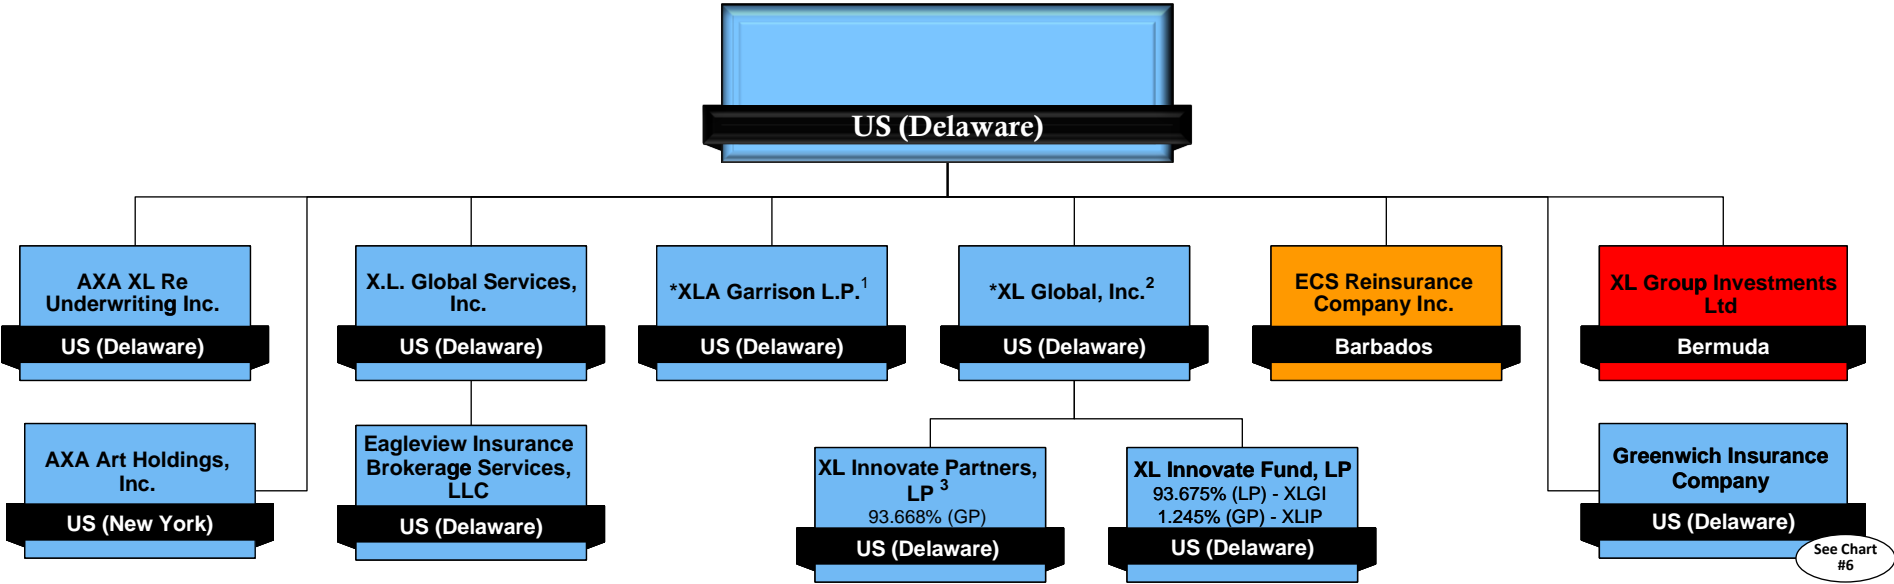 US (Delaware)
AXA XL Re
Underwriting Inc.
US (Delaware)
X.L. Global Services,
Inc.
US (Delaware)
*XLA Garrison L.P.1
US (Delaware)
*XL Global, Inc.2
US (Delaware)
ECS Reinsurance
Company Inc.
Barbados
XL Group Investments
Ltd
Bermuda
AXA Art Holdings,
Inc.
US (New York)
Eagleview Insurance
Brokerage Services,
LLC
US (Delaware)
XL Innovate Partners,
LP 3
93.668% (GP)
US (Delaware)
XL Innovate Fund, LP
93.675% (LP) - XLGI
1.245% (GP) - XLIP
US (Delaware)
Greenwich Insurance
Company
US (Delaware)
See Chart
#6